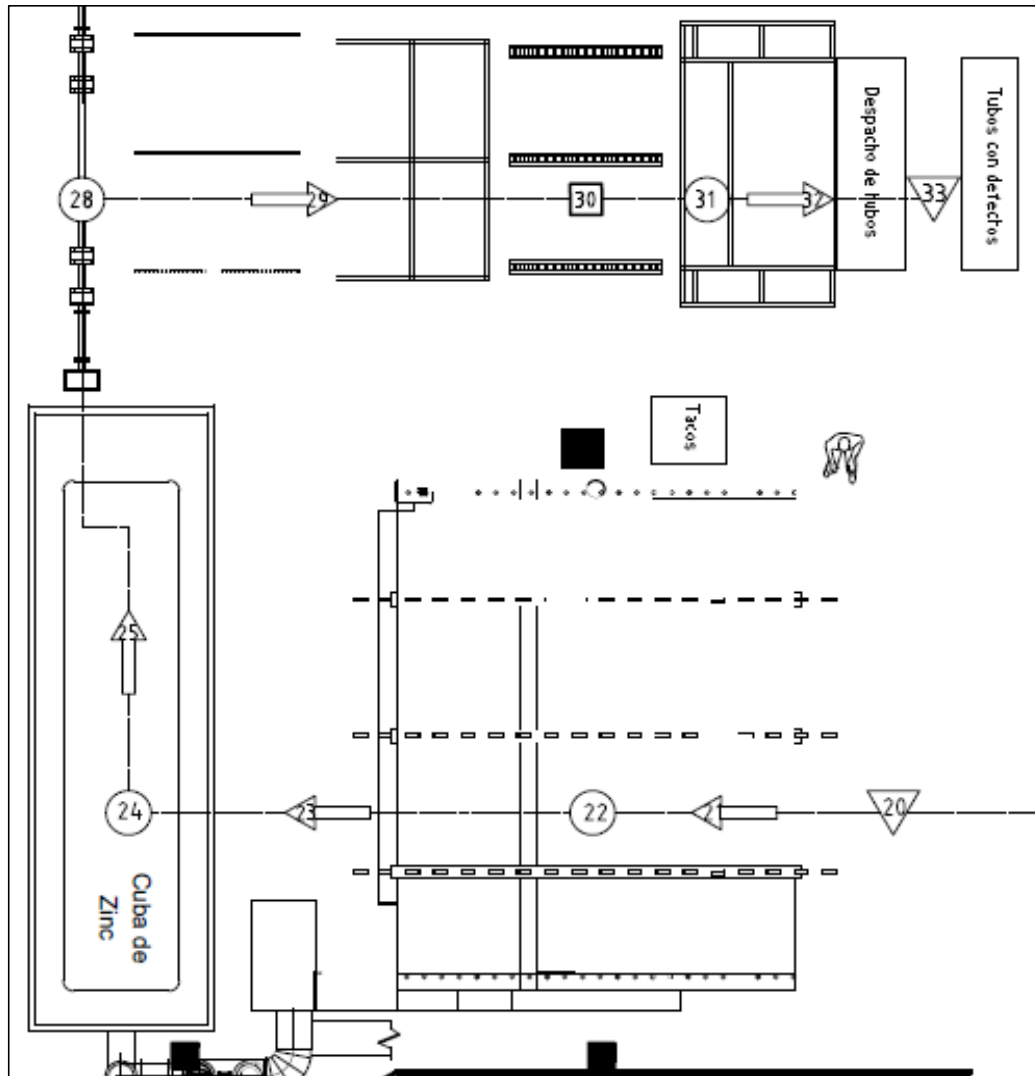 28
29
30
31
32
33
Despacho de tubos
Tubos con defectos
Tacos
25
24
23
22
21
20
Cuba de
Zinc